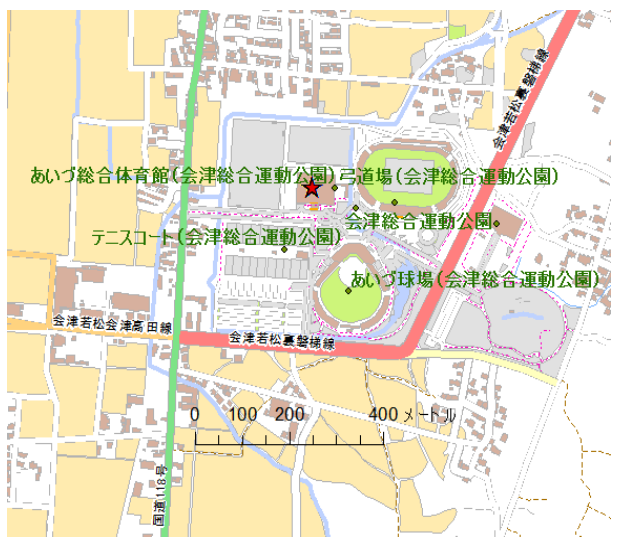 会津若松裏磐梯線
あいづ総合体育館(会津総合運動公園)
弓道場(会津総合運動公園)
会津総合運動公園
テニスコート(会津総合運動公園)
あいづ球場(会津総合運動公園)
会津若松会津高田線
会津若松裏磐梯線
0 100 200 400 メートル
国道118号